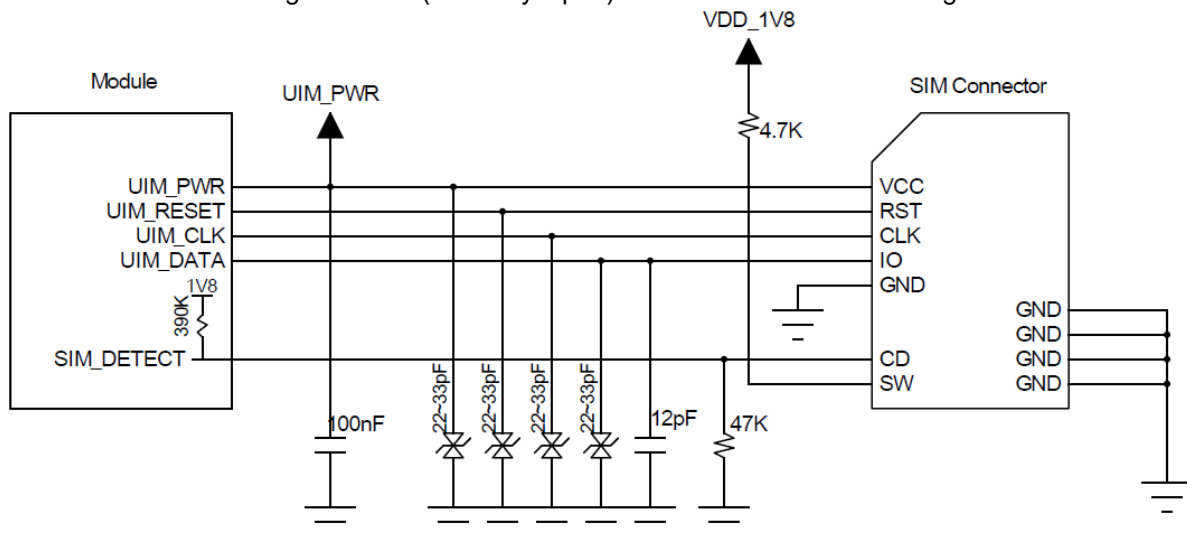 VDD_1V8
Module
UIM_PWR
SIM Connector
4.7K
UIM_PWR
UIM_RESET
UIM_CLK
UIM_DATA
1V8
390K
SIM_DETECT
VCC
RST
CLK
IO
GND
GND
GND
GND
GND
CD
SW
100nF
22~33pF
22~33pF
22~33pF
22~33pF
12pF
47K